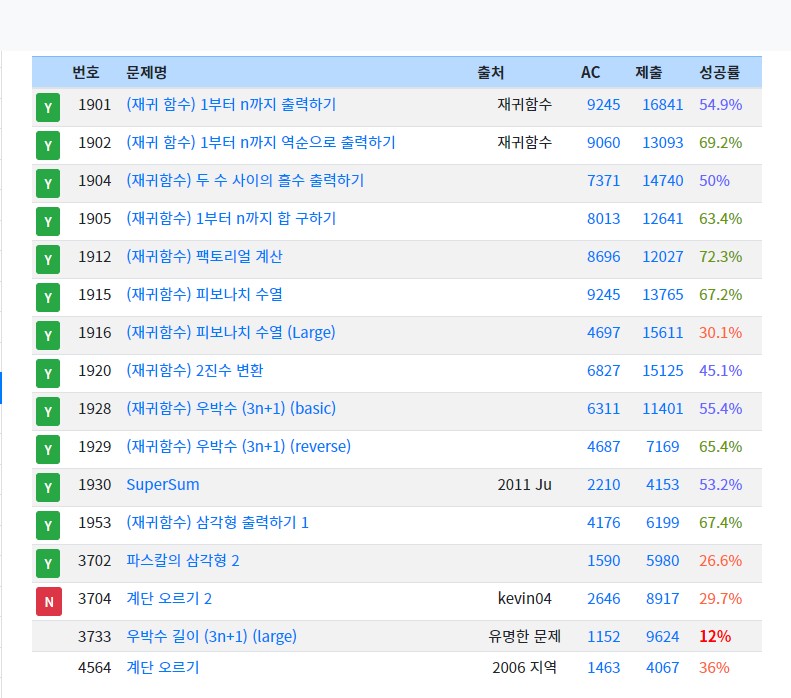 번호 문제명 출처 AC 제출 성공률
Y 1901 (재귀 함수) 1부터 n까지 출력하기 재귀함수 9245 16841 54.9%
Y 1902 (재귀 함수) 1부터 n까지 역순으로 출력하기 재귀함수 9060 13093 69.2%
Y 1904 (재귀함수) 두 수 사이의 홀수 출력하기 7371 14740 50%
Y 1905 (재귀함수) 1부터 n까지 합 구하기 8013 12641 63.4%
Y 1912 (재귀함수) 팩토리얼 계산 8696 12027 72.3%
Y 1915 (재귀함수) 피보나치 수열 9245 13765 67.2%
Y 1916 (재귀함수) 피보나치 수열 (Large) 4697 15611 30.1%
Y 1920 (재귀함수) 2진수 변환 6827 15125 45.1%
Y 1928 (재귀함수) 우박수 (3n+1) (basic) 6311 11401 55.4%
Y 1929 (재귀함수) 우박수 (3n+1) (reverse) 4687 7169 65.4%
Y 1930 SuperSum 2011 Ju 2210 4153 53.2%
Y 1953 (재귀함수) 삼각형 출력하기 1 4176 6199 67.4%
Y 3702 파스칼의 삼각형 2 1590 5980 26.6%
N 3704 계단 오르기 2 kevin04 2646 8917 29.7%
3733 우박수 길이 (3n+1) (large) 유명한 문제 1152 9624 12%
4564 계단 오르기 2006 지역 1463 4067 36%